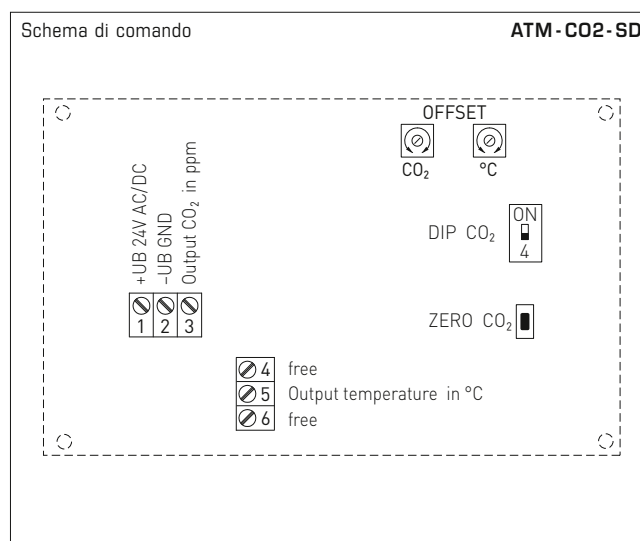 Schema di comando
ATM-CO2-SD
OFFSET
CO₂
°C
+UB 24V AC/DC
–UB GND
Output CO₂ in ppm
1 2 3
DIP CO₂
ON
4
ZERO CO₂
4 free
5 Output temperature in °C
6 free